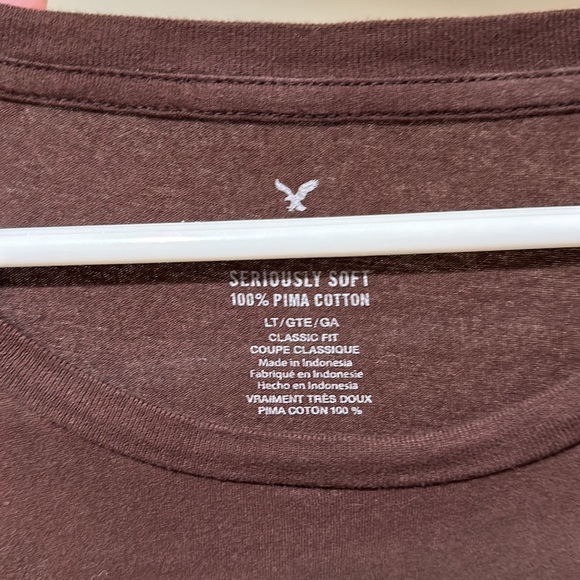 SERIOUSLY SOFT
100% PIMA COTTON
LT/GTE/GA
CLASSIC FIT
COUPE CLASSIQUE
Made in Indonesia
Fabriqué en Indonesie
Hecho en Indonesia
VRAIMENT TRÈS DOUX
PIMA COTON 100 %